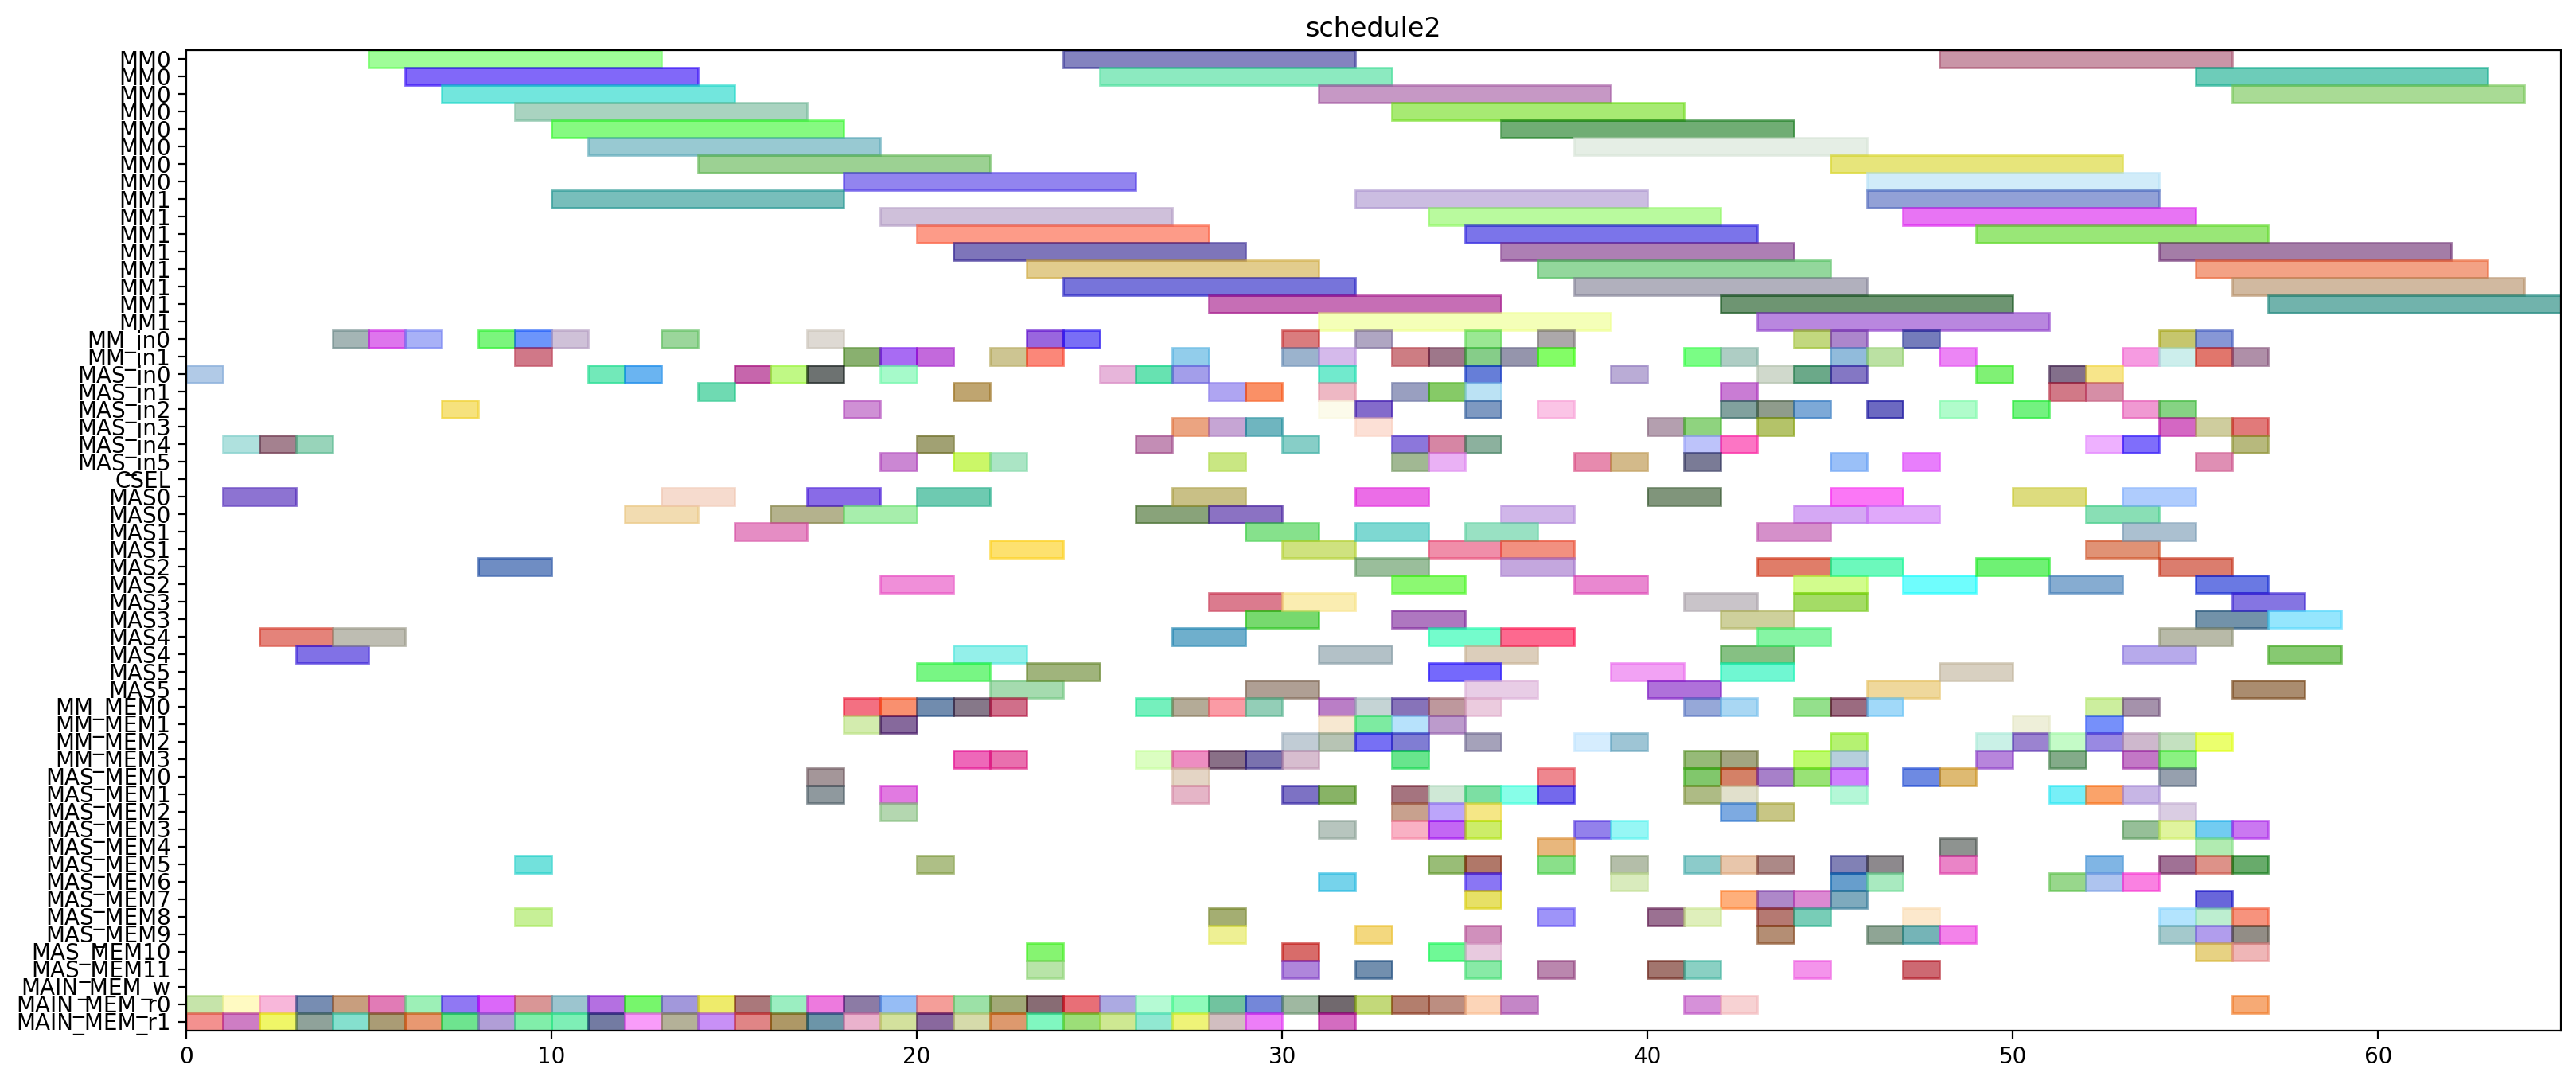 schedule2
MM0
MM0
MM0
MM0
MM0
MM0
MM0
MM0
MM1
MM1
MM1
MM1
MM1
MM1
MM1
MM1
MM_in0
MM_in1
MAS_in0
MAS_in1
MAS_in2
MAS_in3
MAS_in4
MAS_in5
CSEL
MAS0
MAS0
MAS1
MAS1
MAS2
MAS2
MAS3
MAS3
MAS4
MAS4
MAS5
MAS5
MM_MEM0
MM_MEM1
MM_MEM2
MM_MEM3
MAS_MEM0
MAS_MEM1
MAS_MEM2
MAS_MEM3
MAS_MEM4
MAS_MEM5
MAS_MEM6
MAS_MEM7
MAS_MEM8
MAS_MEM9
MAS_MEM10
MAS_MEM11
MAIN_MEM_w
MAIN_MEM_r0
MAIN_MEM_r1
0 10 20 30 40 50 60